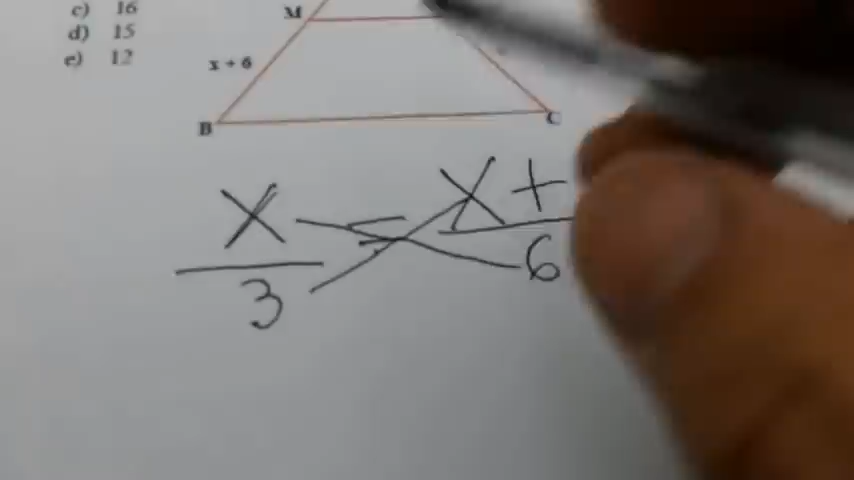 c) 16
d) 15
e) 12
M
x + 6
B
C
X = X +
3 6